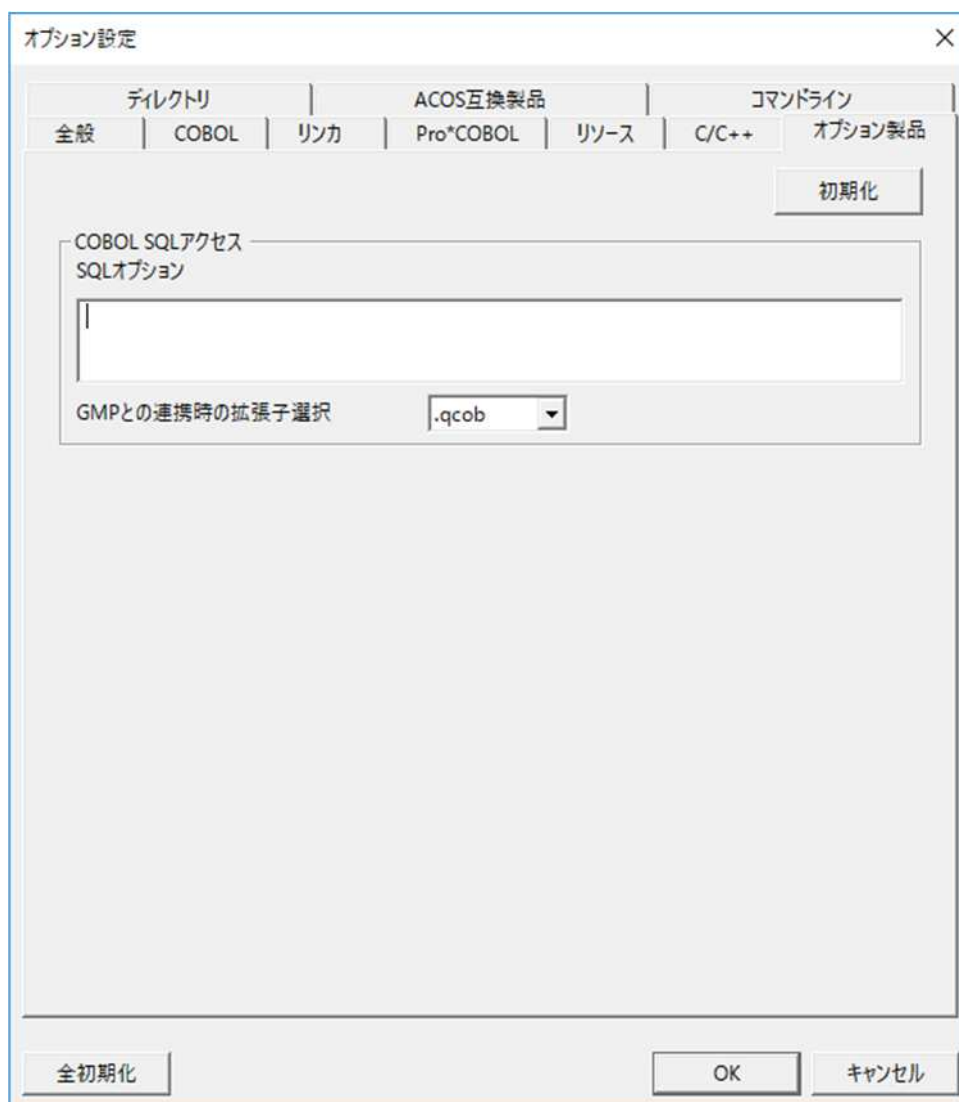 オプション設定
ディレクトリ ACOS互換製品 コマンドライン
全般 COBOL リンカ Pro*COBOL リソース C/C++ オプション製品
初期化
COBOL SQLアクセス
SQLオプション
GMPとの連携時の拡張子選択 .qcob
全初期化 OK キャンセル